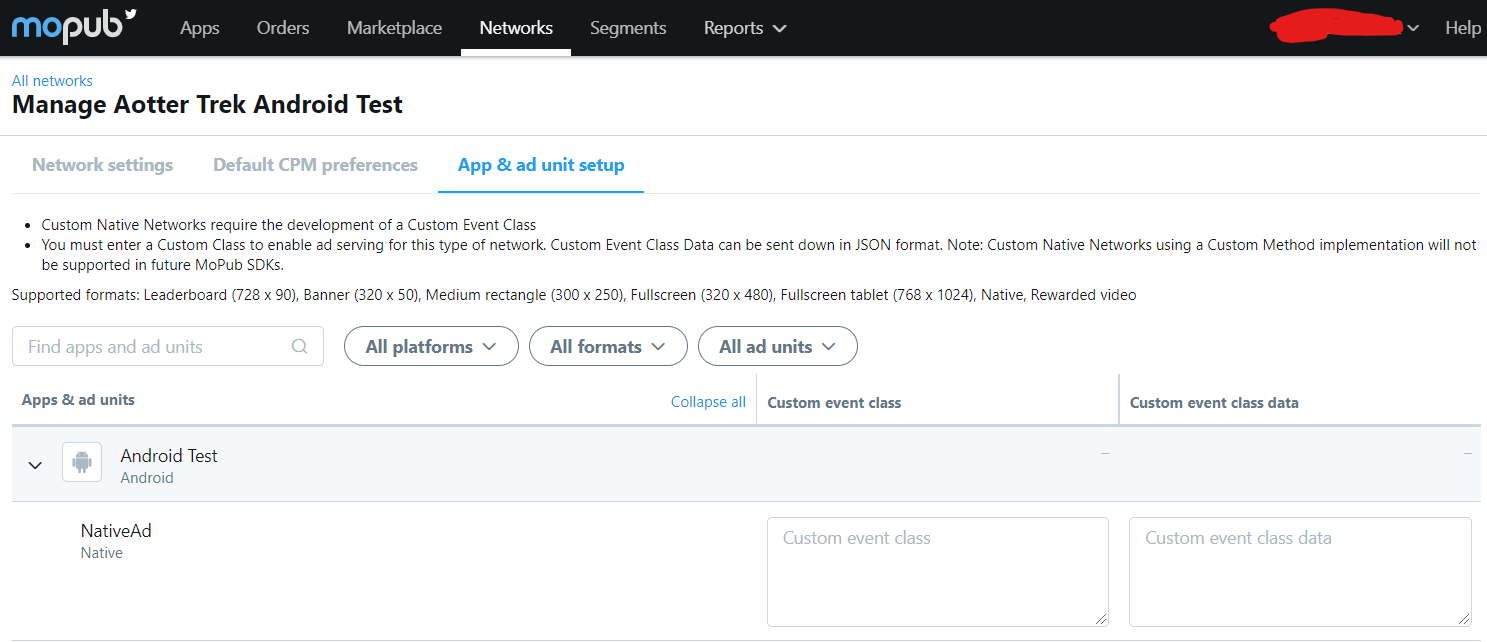 mopub Apps Orders Marketplace Networks Segments Reports Help
All networks
Manage Aotter Trek Android Test
Network settings Default CPM preferences App & ad unit setup
• Custom Native Networks require the development of a Custom Event Class
• You must enter a Custom Class to enable ad serving for this type of network. Custom Event Class Data can be sent down in JSON format. Note: Custom Native Networks using a Custom Method implementation will not
be supported in future MoPub SDKs.
Supported formats: Leaderboard (728 x 90), Banner (320 x 50), Medium rectangle (300 x 250), Fullscreen (320 x 480), Fullscreen tablet (768 x 1024), Native, Rewarded video
Find apps and ad units All platforms All formats All ad units
Apps & ad units Collapse all Custom event class Custom event class data
Android Test – –
Android
NativeAd Custom event class Custom event class data
Native